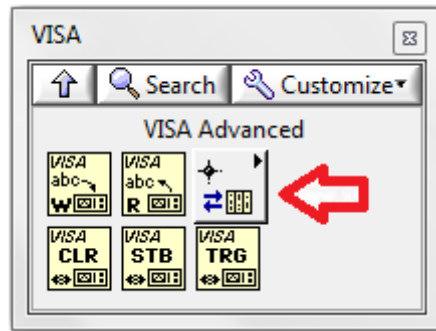 VISA
Search Customize
VISA Advanced
VISA VISA
abc abc
W R
VISA VISA VISA
CLR STB TRG